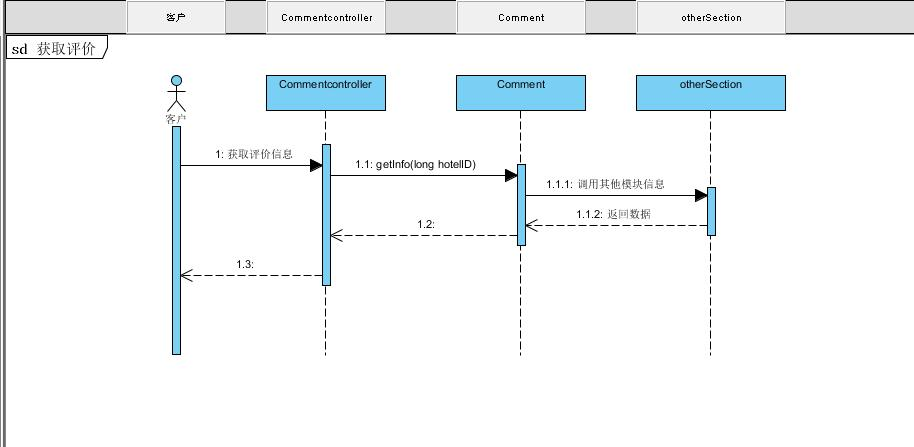 客户
Commentcontroller
Comment
otherSection
sd 获取评价
Commentcontroller
Comment
otherSection
客户
1: 获取评价信息
1.1: getInfo(long hotelID)
1.1.1: 调用其他模块信息
1.1.2: 返回数据
1.2:
1.3: